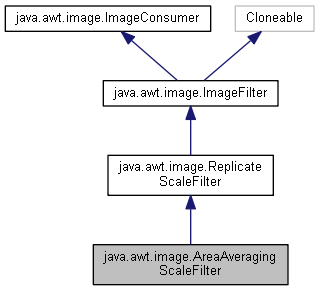 java.awt.image.ImageConsumer
Cloneable
java.awt.image.ImageFilter
java.awt.image.Replicate
ScaleFilter
java.awt.image.AreaAveraging
ScaleFilter